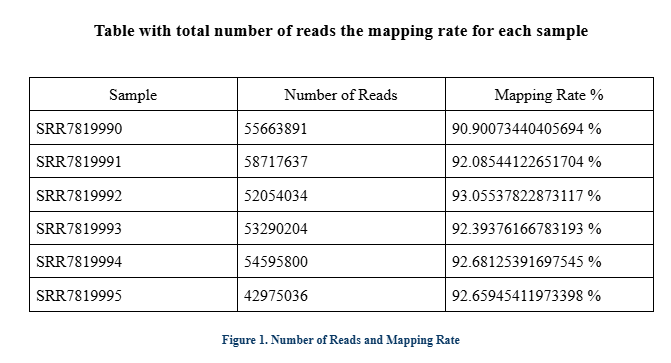 Table with total number of reads the mapping rate for each sample
Sample Number of Reads Mapping Rate %
SRR7819990 55663891 90.90073440405694 %
SRR7819991 58717637 92.08544122651704 %
SRR7819992 52054034 93.05537822873117 %
SRR7819993 53290204 92.39376166783193 %
SRR7819994 54595800 92.68125391697545 %
SRR7819995 42975036 92.65945411973398 %
Figure 1. Number of Reads and Mapping Rate